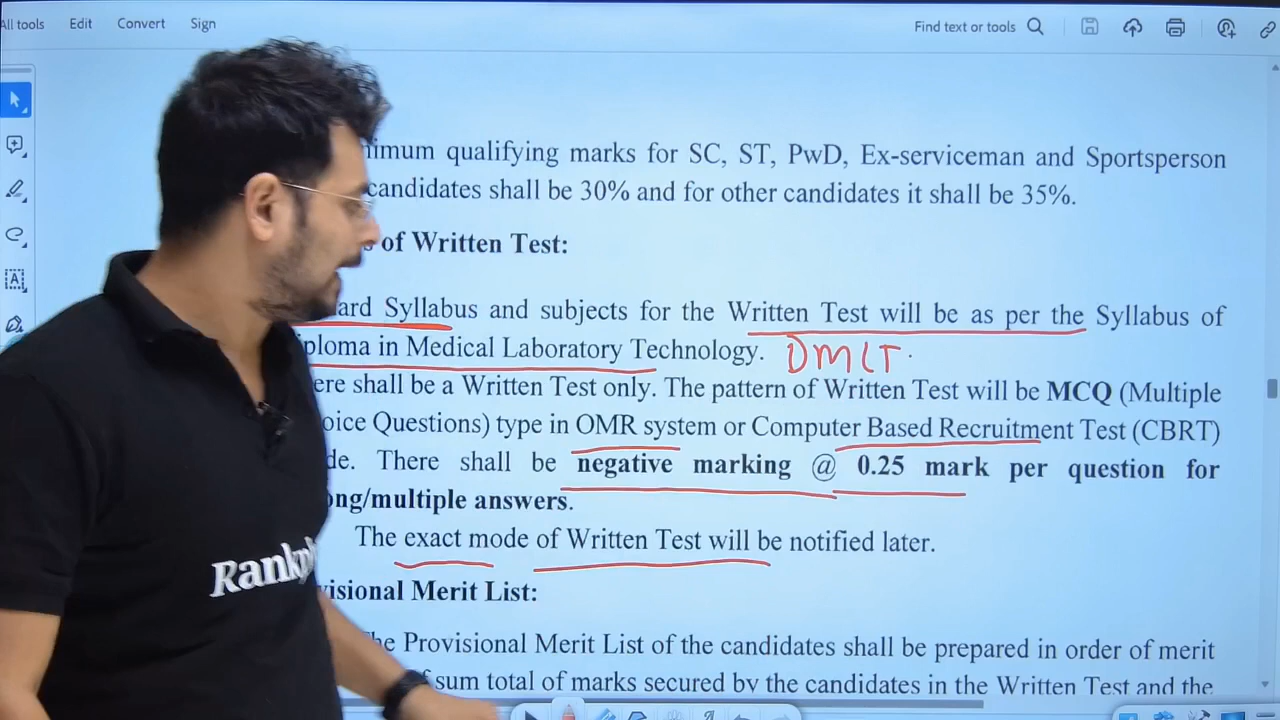 All tools Edit Convert Sign Find text or tools
nimum qualifying marks for SC, ST, PwD, Ex-serviceman and Sportsperson
candidates shall be 30% and for other candidates it shall be 35%.
of Written Test:
ard Syllabus and subjects for the Written Test will be as per the Syllabus of
iploma in Medical Laboratory Technology. DMLT
ere shall be a Written Test only. The pattern of Written Test will be MCQ (Multiple
oice Questions) type in OMR system or Computer Based Recruitment Test (CBRT)
de. There shall be negative marking @ 0.25 mark per question for
ong/multiple answers.
The exact mode of Written Test will be notified later.
Rankp
visional Merit List:
he Provisional Merit List of the candidates shall be prepared in order of merit
f sum total of marks secured by the candidates in the Written Test and the